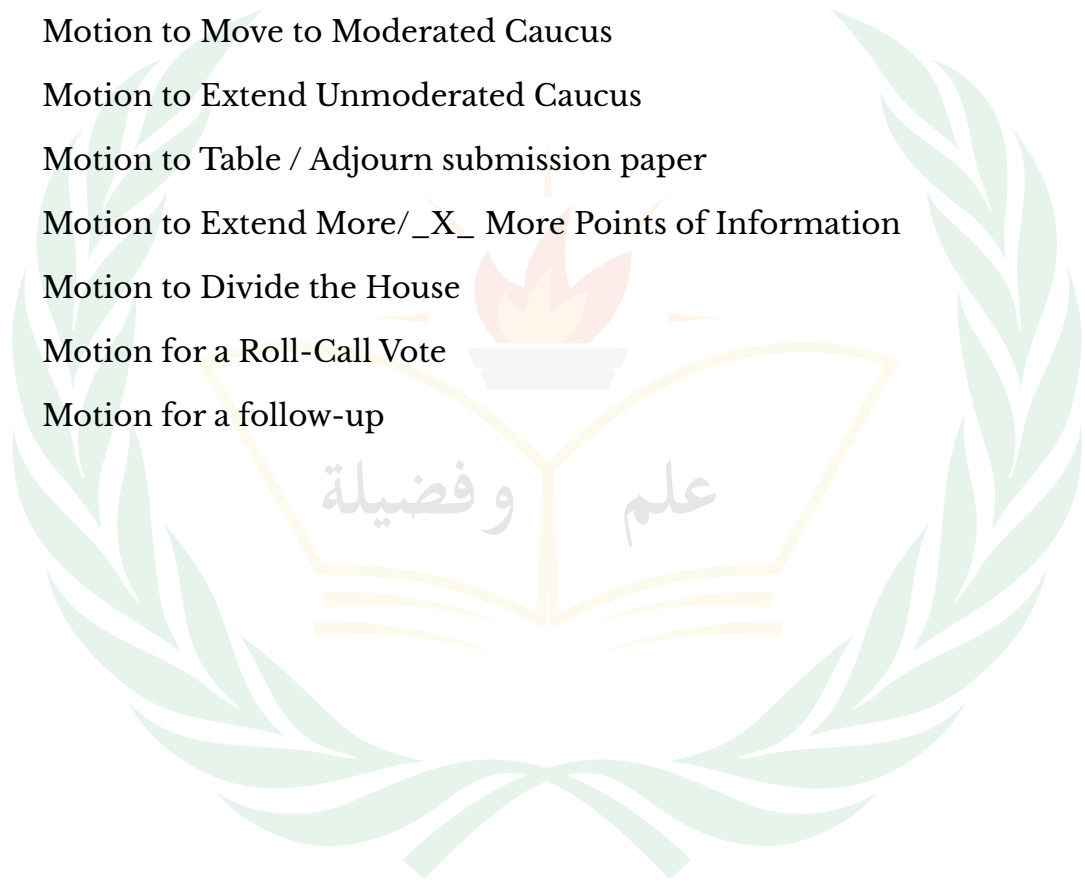 Motion to Move to Moderated Caucus
Motion to Extend Unmoderated Caucus
Motion to Table / Adjourn submission paper
Motion to Extend More/_X_ More Points of Information
Motion to Divide the House
Motion for a Roll-Call Vote
Motion for a follow-up
علم وفضيلة